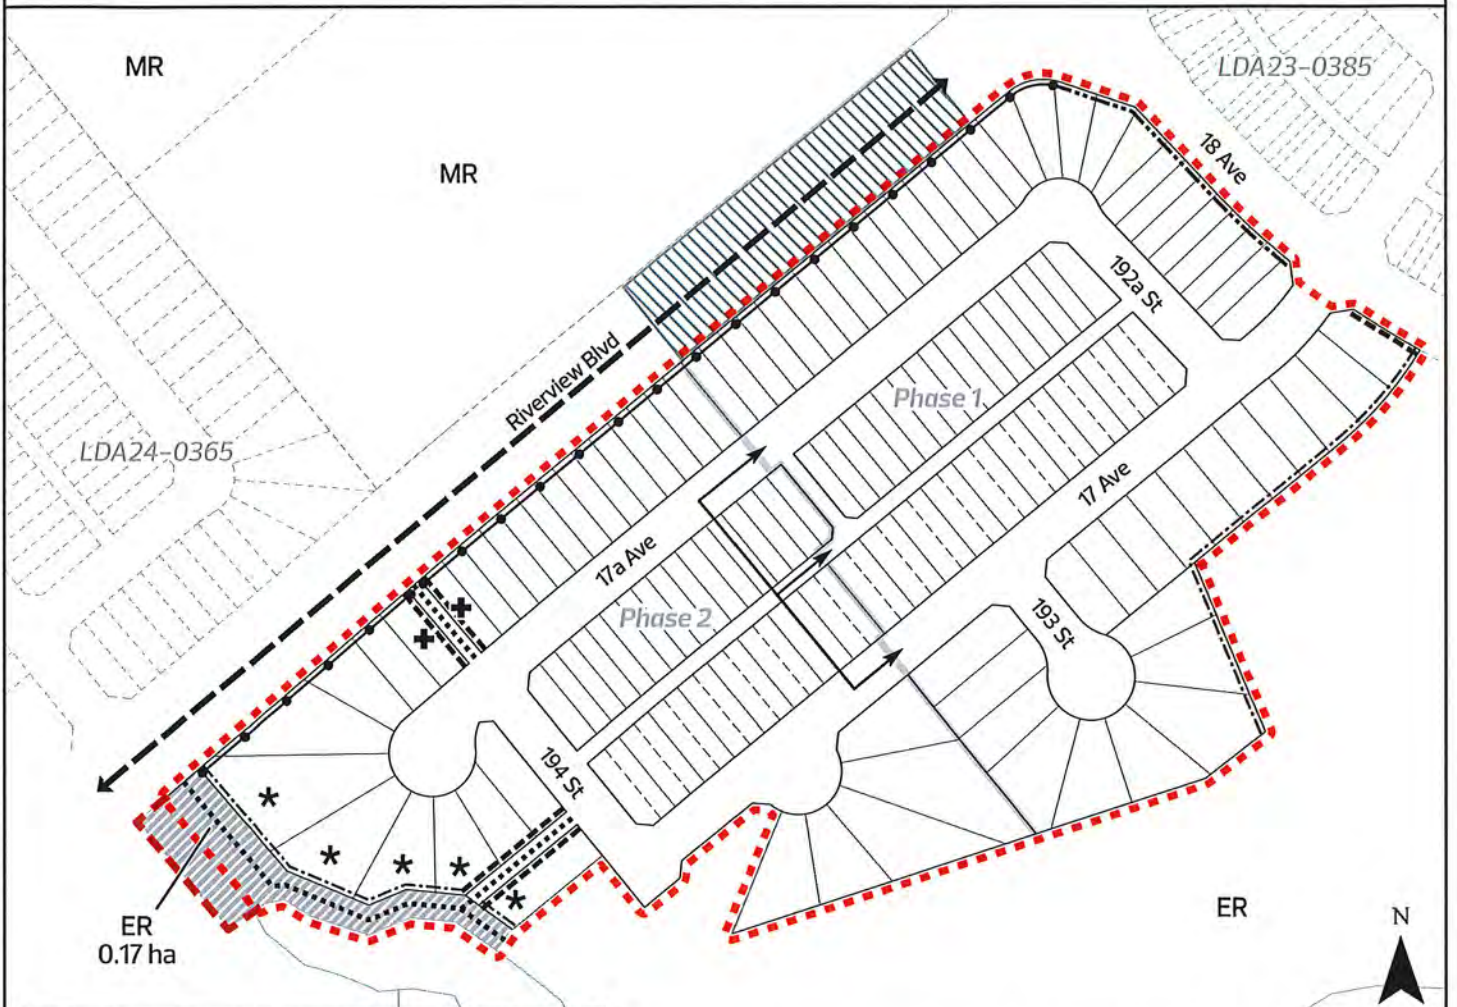 MR
LDA23-0385
18 Ave
MR
192a St
Riverview Blvd
Phase 1
LDA24-0365
17 Ave
17a Ave
Phase 2
193 St
194 St
ER
0.17 ha
ER
N